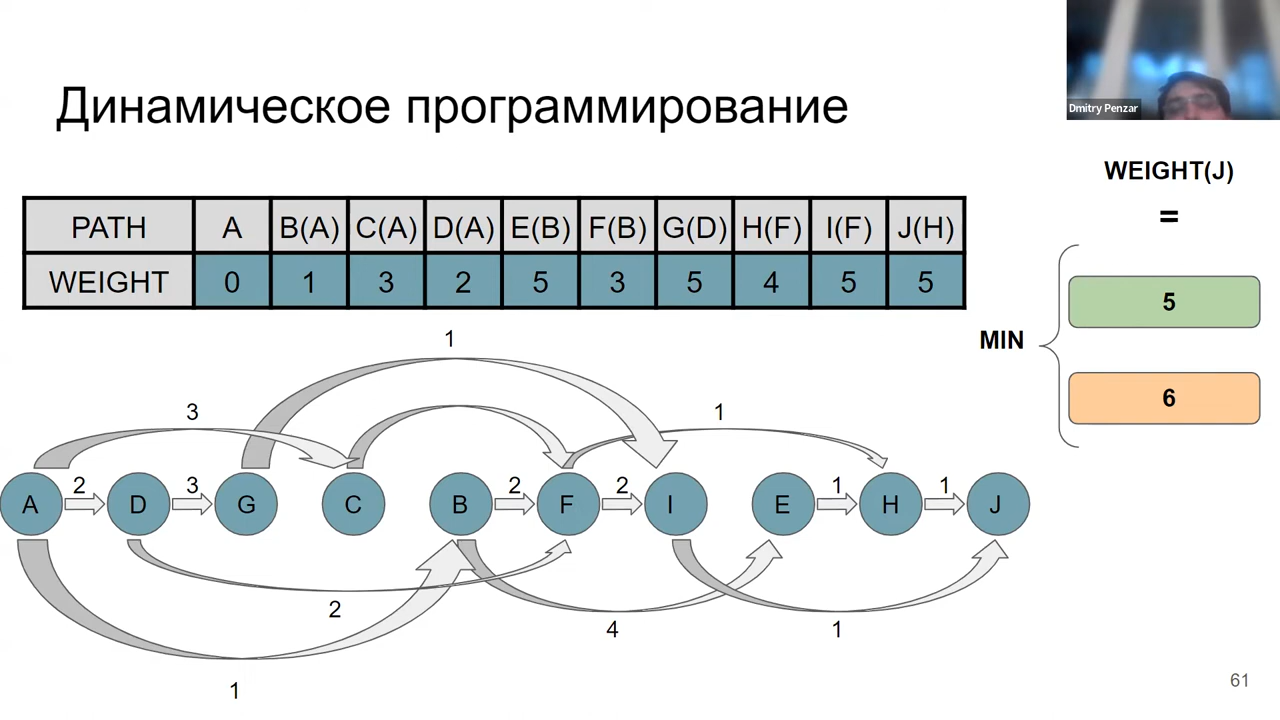 Dmitry Penzar
Динамическое программирование
WEIGHT(J)
=
PATH A B(A) C(A) D(A) E(B) F(B) G(D) H(F) I(F) J(H)
WEIGHT 0 1 3 2 5 3 5 4 5 5
5
MIN
6
1
3
1
2 3 2 2 1 1
A D G C B F I E H J
2
4
1
1
61